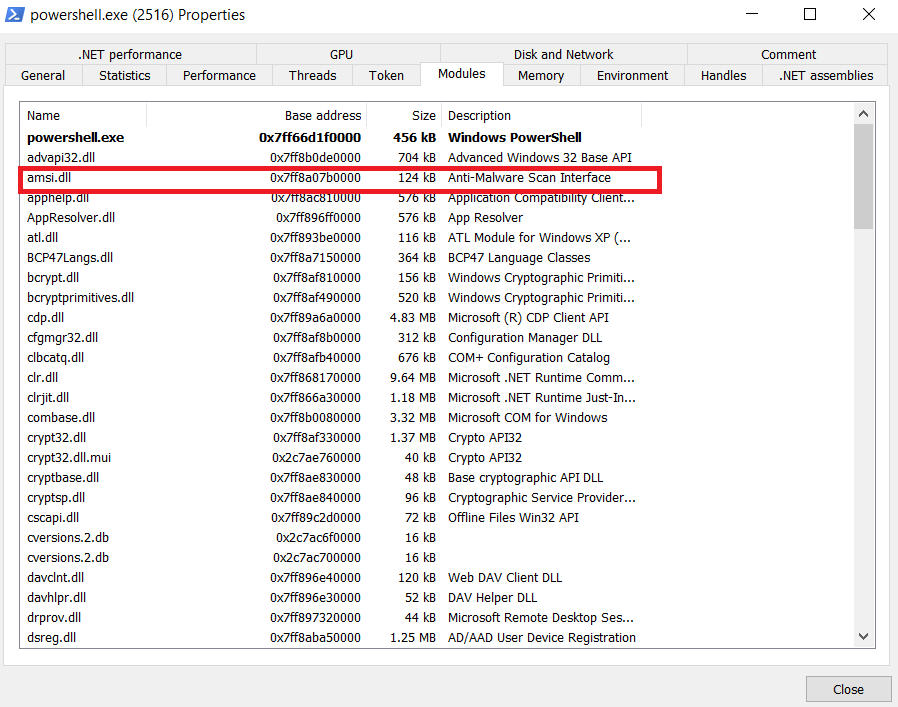 powershell.exe (2516) Properties
.NET performance GPU Disk and Network Comment
General Statistics Performance Threads Token Modules Memory Environment Handles .NET assemblies
Name Base address Size Description
powershell.exe 0x7ff66d1f0000 456 kB Windows PowerShell
advapi32.dll 0x7ff8b0de0000 704 kB Advanced Windows 32 Base API
amsi.dll 0x7ff8a07b0000 124 kB Anti-Malware Scan Interface
apphelp.dll 0x7ff8ac810000 576 kB Application Compatibility Client...
AppResolver.dll 0x7ff896ff0000 576 kB App Resolver
atl.dll 0x7ff893be0000 116 kB ATL Module for Windows XP (...
BCP47Langs.dll 0x7ff8a7150000 364 kB BCP47 Language Classes
bcrypt.dll 0x7ff8af810000 156 kB Windows Cryptographic Primiti...
bcryptprimitives.dll 0x7ff8af490000 520 kB Windows Cryptographic Primiti...
cdp.dll 0x7ff89a6a0000 4.83 MB Microsoft (R) CDP Client API
cfgmgr32.dll 0x7ff8af8b0000 312 kB Configuration Manager DLL
clbcatq.dll 0x7ff8afb40000 676 kB COM+ Configuration Catalog
clr.dll 0x7ff868170000 9.64 MB Microsoft .NET Runtime Comm...
clrjit.dll 0x7ff866a30000 1.18 MB Microsoft .NET Runtime Just-In...
combase.dll 0x7ff8b0080000 3.32 MB Microsoft COM for Windows
crypt32.dll 0x7ff8af330000 1.37 MB Crypto API32
crypt32.dll.mui 0x2c7ae760000 40 kB Crypto API32
cryptbase.dll 0x7ff8ae830000 48 kB Base cryptographic API DLL
cryptsp.dll 0x7ff8ae840000 96 kB Cryptographic Service Provider...
cscapi.dll 0x7ff89c2d0000 72 kB Offline Files Win32 API
cversions.2.db 0x2c7ac6f0000 16 kB
cversions.2.db 0x2c7ac700000 16 kB
davclnt.dll 0x7ff896e40000 120 kB Web DAV Client DLL
davhlpr.dll 0x7ff896e30000 52 kB DAV Helper DLL
drprov.dll 0x7ff897320000 44 kB Microsoft Remote Desktop Ses...
dsreg.dll 0x7ff8aba50000 1.25 MB AD/AAD User Device Registration
Close